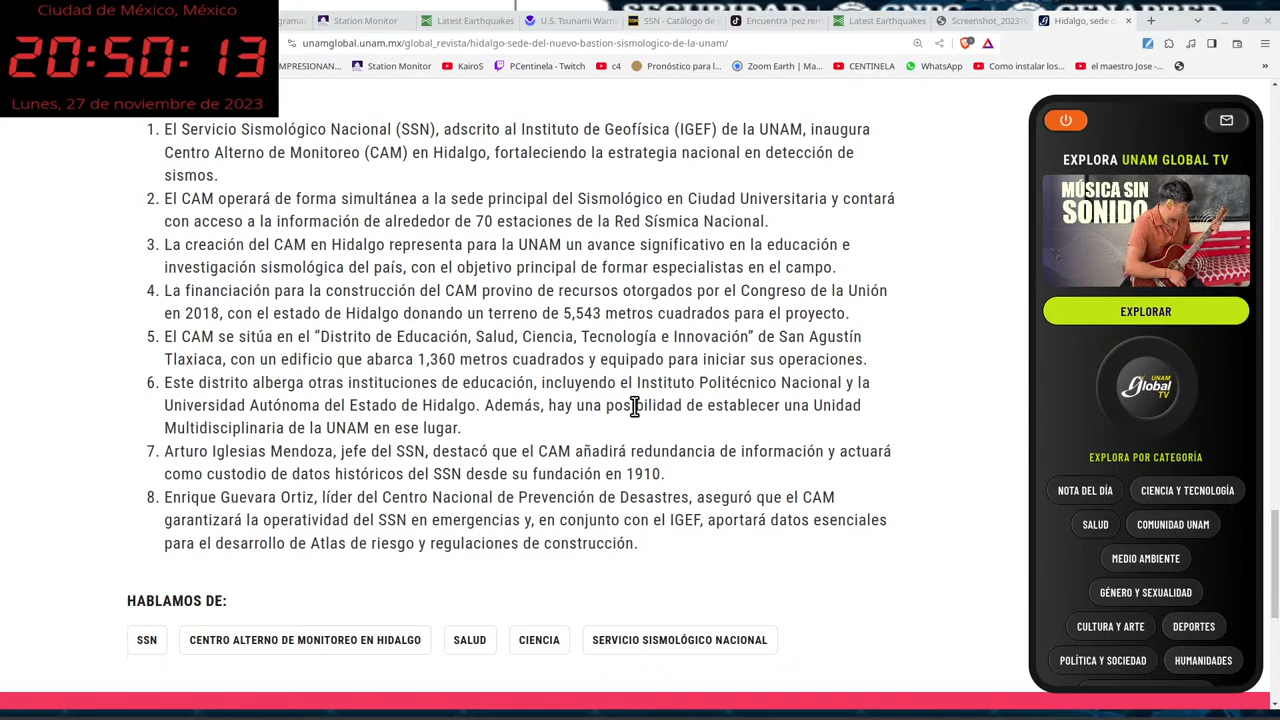 Ciudad de México, México
20:50:13
Lunes, 27 de noviembre de 2023
Station Monitor
Latest Earthquakes
U.S. Tsunami Warn
SSN - Catálogo de s
Encuentra 'pez rem
Latest Earthquakes
Screenshot_202310
Hidalgo, sede d
unamglobal.unam.mx/global_revista/hidalgo-sede-del-nuevo-bastion-sismologico-de-la-unam/
IMPRESIONAN...
Station Monitor
KairoS
PCentinela - Twitch
c4
Pronóstico para l...
Zoom Earth | Ma...
CENTINELA
WhatsApp
Como instalar los...
el maestro Jose -...
1. El Servicio Sismológico Nacional (SSN), adscrito al Instituto de Geofísica (IGEF) de la UNAM, inaugura
Centro Alterno de Monitoreo (CAM) en Hidalgo, fortaleciendo la estrategia nacional en detección de
sismos.
2. El CAM operará de forma simultánea a la sede principal del Sismológico en Ciudad Universitaria y contará
con acceso a la información de alrededor de 70 estaciones de la Red Sísmica Nacional.
3. La creación del CAM en Hidalgo representa para la UNAM un avance significativo en la educación e
investigación sismológica del país, con el objetivo principal de formar especialistas en el campo.
4. La financiación para la construcción del CAM provino de recursos otorgados por el Congreso de la Unión
en 2018, con el estado de Hidalgo donando un terreno de 5,543 metros cuadrados para el proyecto.
5. El CAM se sitúa en el “Distrito de Educación, Salud, Ciencia, Tecnología e Innovación” de San Agustín
Tlaxiaca, con un edificio que abarca 1,360 metros cuadrados y equipado para iniciar sus operaciones.
6. Este distrito alberga otras instituciones de educación, incluyendo el Instituto Politécnico Nacional y la
Universidad Autónoma del Estado de Hidalgo. Además, hay una posibilidad de establecer una Unidad
Multidisciplinaria de la UNAM en ese lugar.
7. Arturo Iglesias Mendoza, jefe del SSN, destacó que el CAM añadirá redundancia de información y actuará
como custodio de datos históricos del SSN desde su fundación en 1910.
8. Enrique Guevara Ortiz, líder del Centro Nacional de Prevención de Desastres, aseguró que el CAM
garantizará la operatividad del SSN en emergencias y, en conjunto con el IGEF, aportará datos esenciales
para el desarrollo de Atlas de riesgo y regulaciones de construcción.
HABLAMOS DE:
SSN
CENTRO ALTERNO DE MONITOREO EN HIDALGO
SALUD
CIENCIA
SERVICIO SISMOLÓGICO NACIONAL
EXPLORA UNAM GLOBAL TV
MÚSICA SIN
SONIDO
EXPLORAR
UNAM
Global
TV
EXPLORA POR CATEGORÍA
NOTA DEL DÍA
CIENCIA Y TECNOLOGÍA
SALUD
COMUNIDAD UNAM
MEDIO AMBIENTE
GÉNERO Y SEXUALIDAD
CULTURA Y ARTE
DEPORTES
POLÍTICA Y SOCIEDAD
HUMANIDADES